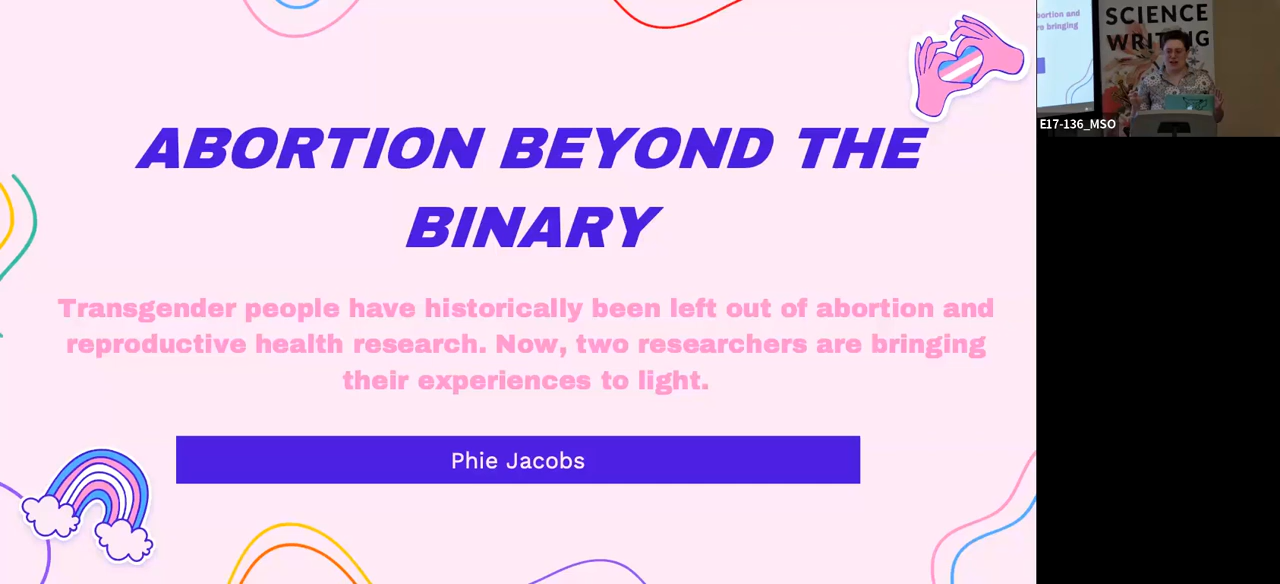 ABORTION BEYOND THE
BINARY
Transgender people have historically been left out of abortion and
reproductive health research. Now, two researchers are bringing
their experiences to light.
Phie Jacobs
SCIENCE
WRITING
E17-136_MSO